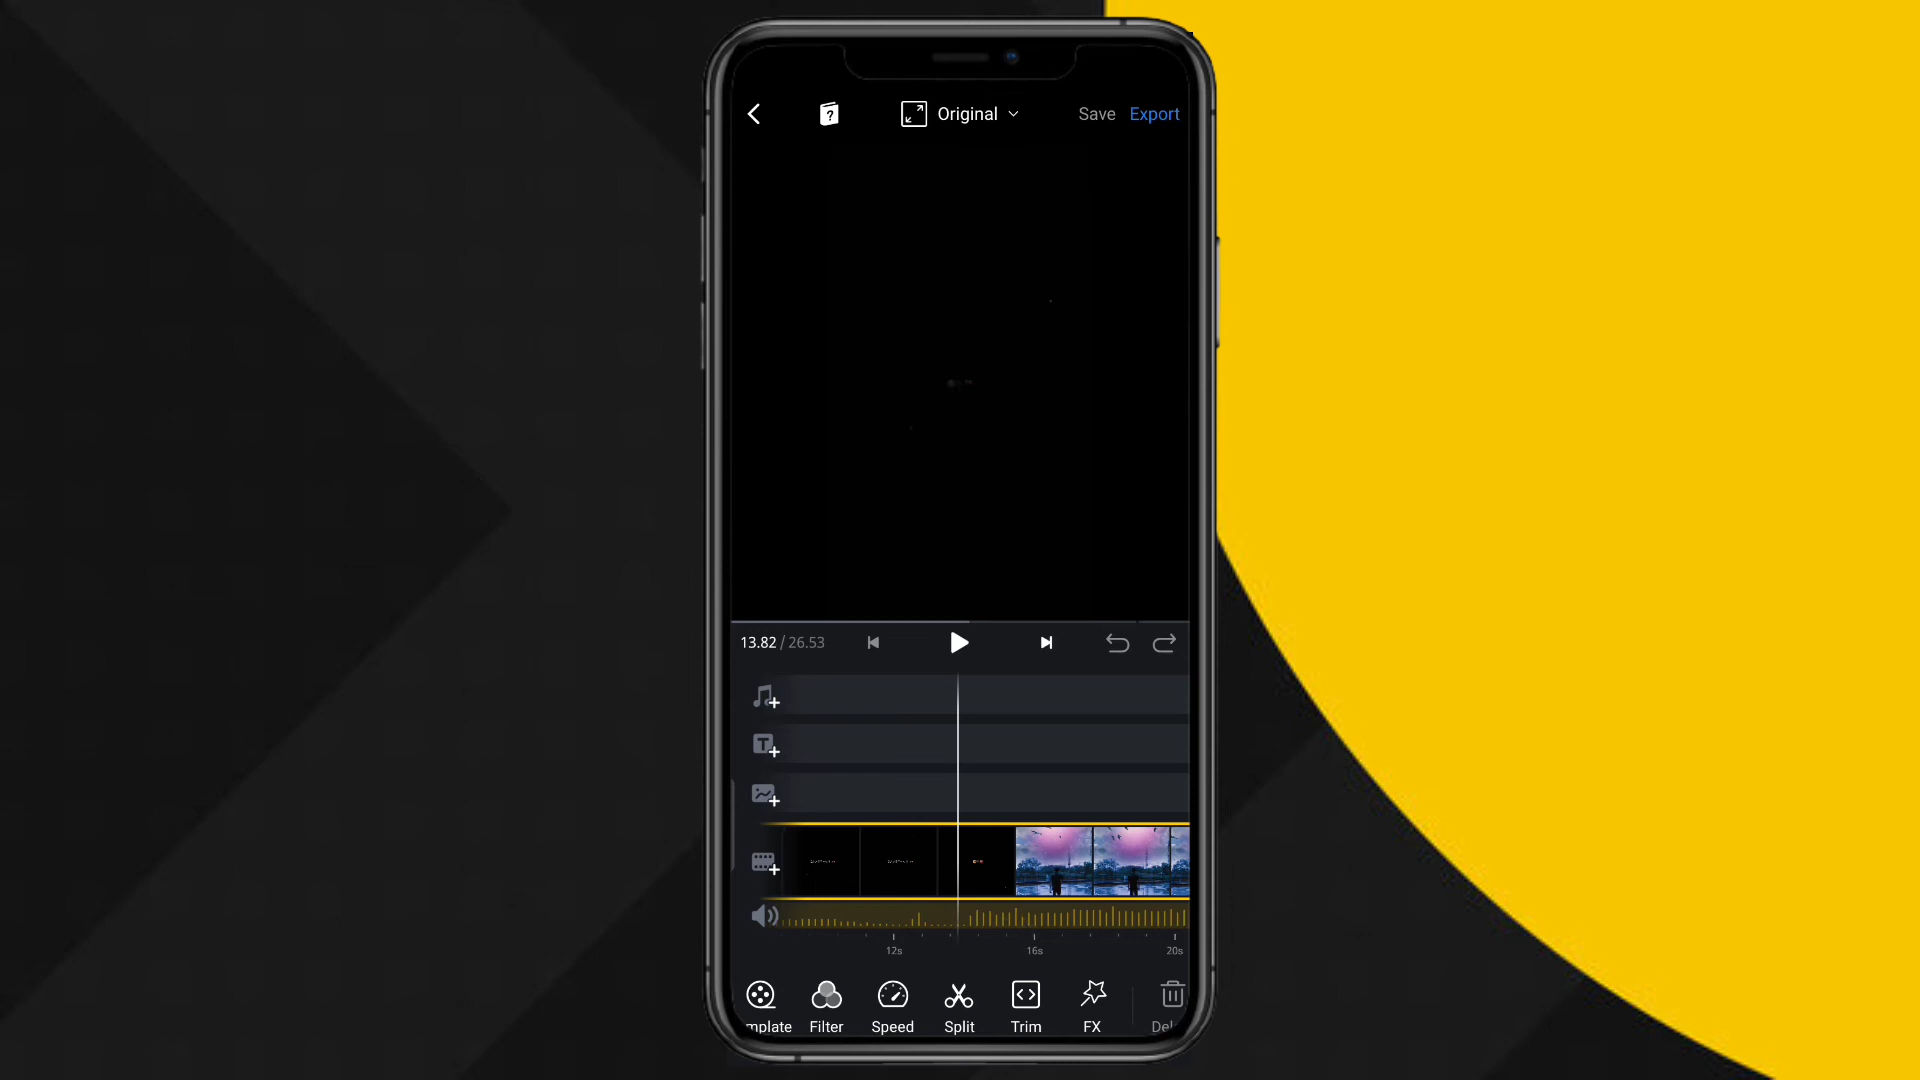 Original Save Export
13.82 / 26.53
12s 16s 20s
mplate Filter Speed Split Trim FX Del